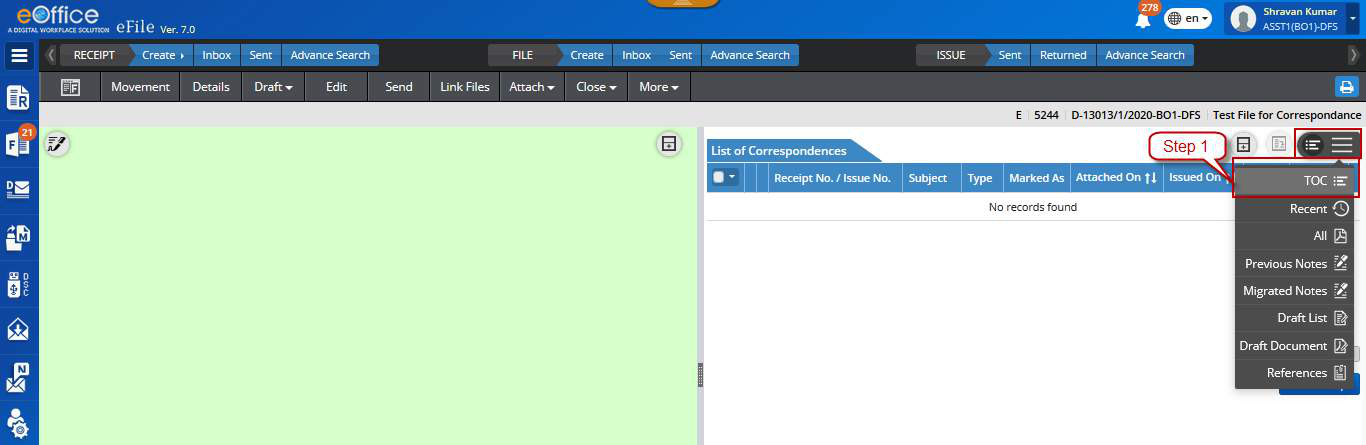 278
eOffice
A DIGITAL WORKPLACE SOLUTION
eFile Ver. 7.0
en
Shravan Kumar
ASST1(BO1)-DFS
RECEIPT Create Inbox Sent Advance Search FILE Create Inbox Sent Advance Search ISSUE Sent Returned Advance Search
F Movement Details Draft Edit Send Link Files Attach Close More
R
E 5244 D-13013/1/2020-BO1-DFS Test File for Correspondance
21
F
D
M
DSC
N
List of Correspondences
Step 1
Receipt No. / Issue No. Subject Type Marked As Attached On Issued On
No records found
TOC
Recent
All
Previous Notes
Migrated Notes
Draft List
Draft Document
References